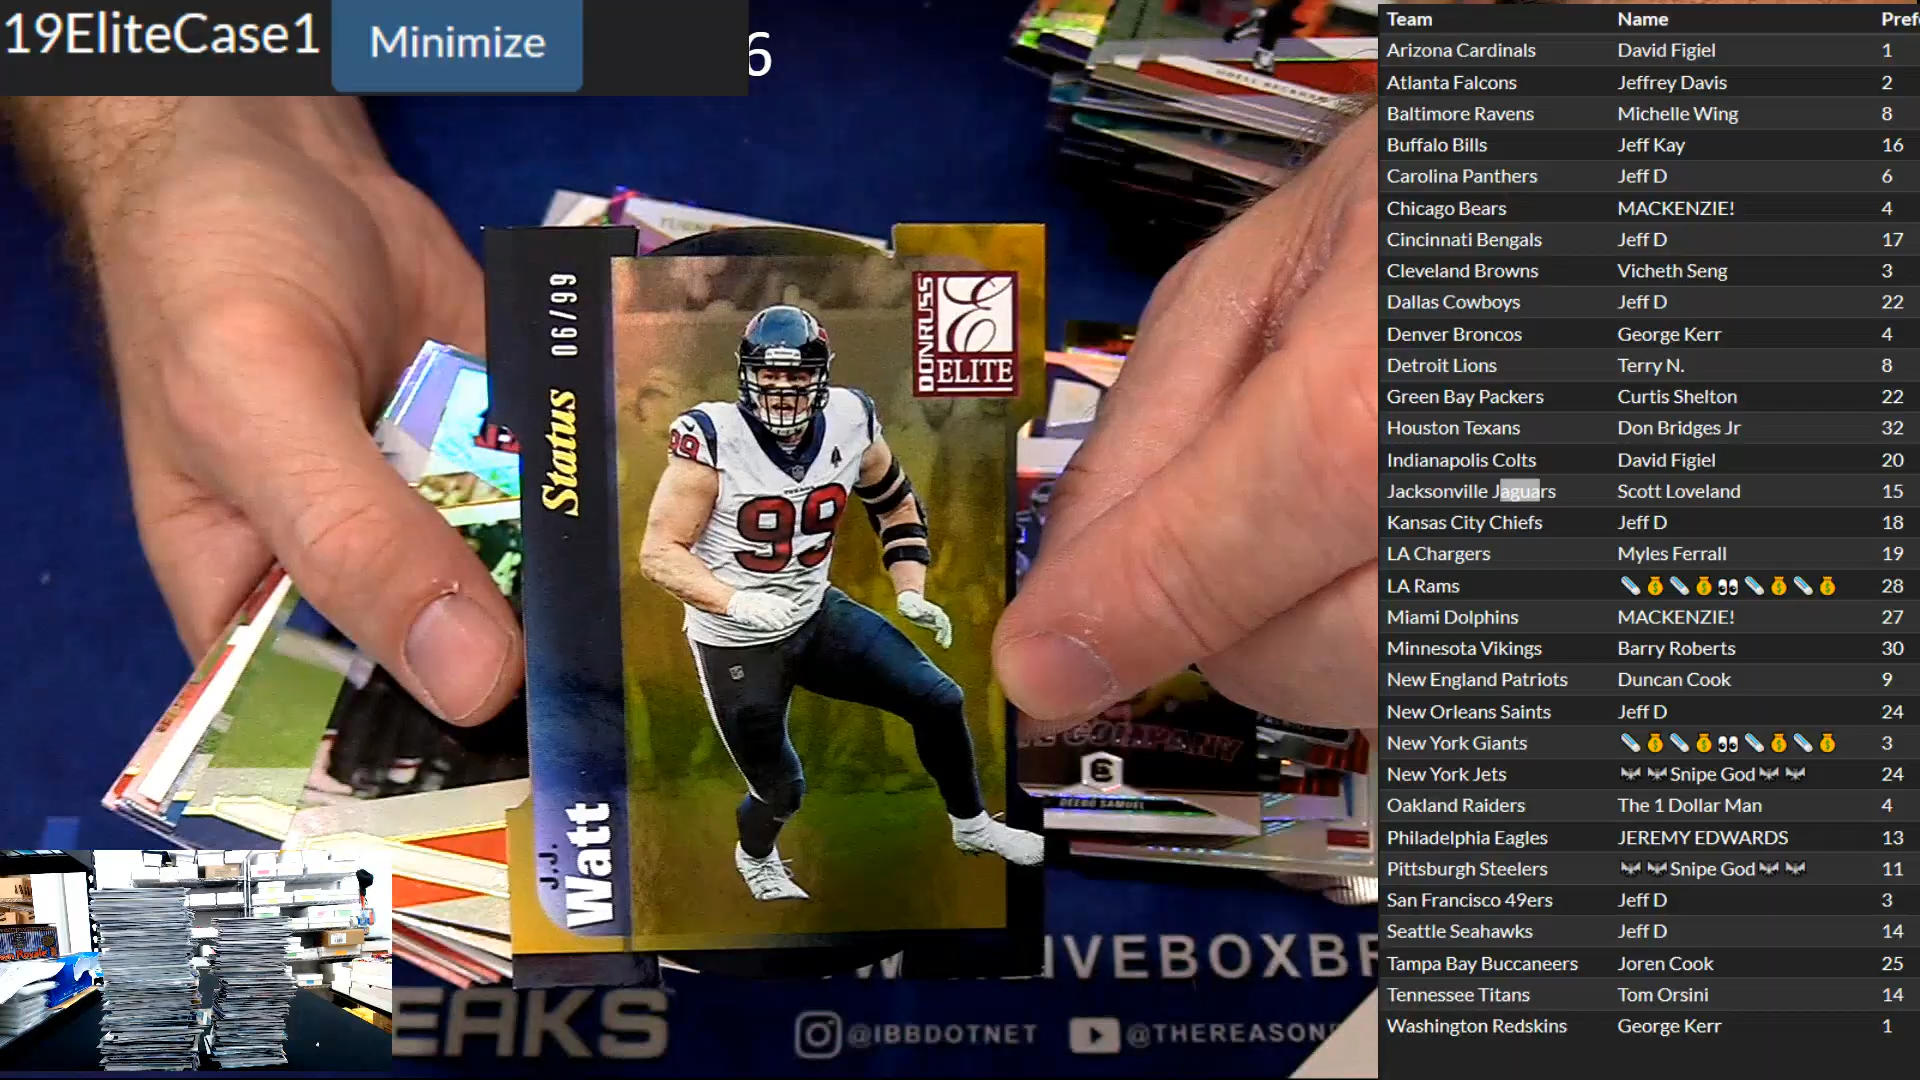 19EliteCase1
Minimize
6
Status 06/99
DONRUSS
ELITE
99
99
J.J.
Watt
DEEBO SAMUEL
IVEBOXBR
EAKS
@IBBDOTNET
@THEREASON
Team Name Pref
Arizona Cardinals David Figiel 1
Atlanta Falcons Jeffrey Davis 2
Baltimore Ravens Michelle Wing 8
Buffalo Bills Jeff Kay 16
Carolina Panthers Jeff D 6
Chicago Bears MACKENZIE! 4
Cincinnati Bengals Jeff D 17
Cleveland Browns Vicheth Seng 3
Dallas Cowboys Jeff D 22
Denver Broncos George Kerr 4
Detroit Lions Terry N. 8
Green Bay Packers Curtis Shelton 22
Houston Texans Don Bridges Jr 32
Indianapolis Colts David Figiel 20
Jacksonville Jaguars Scott Loveland 15
Kansas City Chiefs Jeff D 18
LA Chargers Myles Ferrall 19
LA Rams 28
Miami Dolphins MACKENZIE! 27
Minnesota Vikings Barry Roberts 30
New England Patriots Duncan Cook 9
New Orleans Saints Jeff D 24
New York Giants 3
New York Jets Snipe God 24
Oakland Raiders The 1 Dollar Man 4
Philadelphia Eagles JEREMY EDWARDS 13
Pittsburgh Steelers Snipe God 11
San Francisco 49ers Jeff D 3
Seattle Seahawks Jeff D 14
Tampa Bay Buccaneers Joren Cook 25
Tennessee Titans Tom Orsini 14
Washington Redskins George Kerr 1